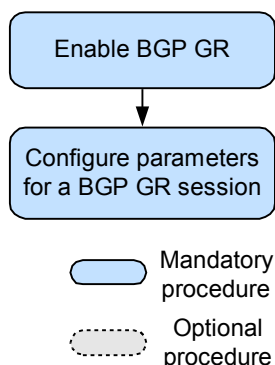 Enable BGP GR
Configure parameters
for a BGP GR session
Mandatory
procedure
Optional
procedure